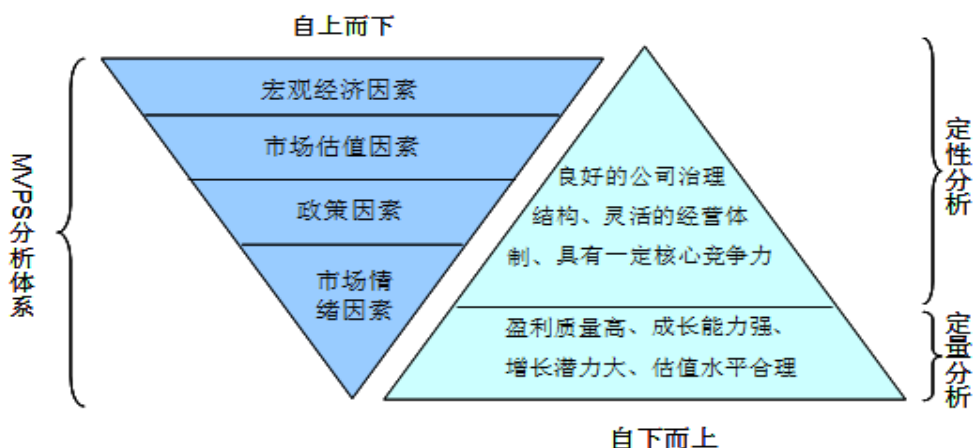 自上而下
MVPS分析体系
宏观经济因素
市场估值因素
政策因素
市场情
绪因素
良好的公司治理
结构、灵活的经营体
制、具有一定核心竞争力
盈利质量高、成长能力强、
增长潜力大、估值水平合理
定性分析
定量分析
自下而上